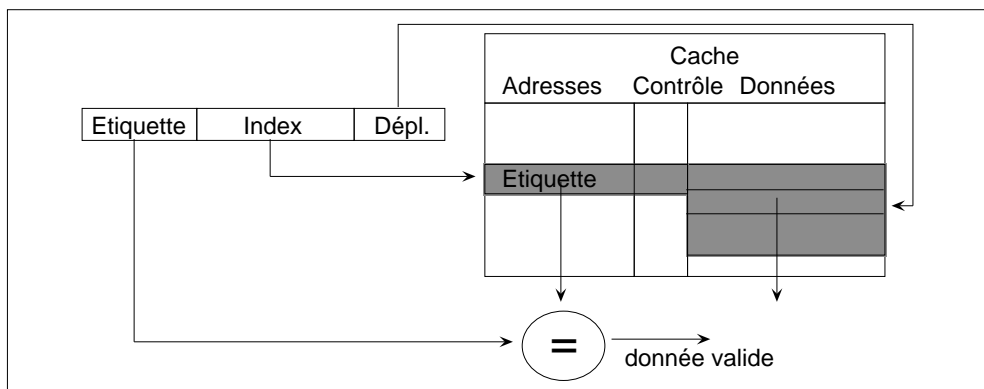 Cache
Adresses Contrôle Données
Etiquette Index Dépl.
Etiquette
=
donnée valide